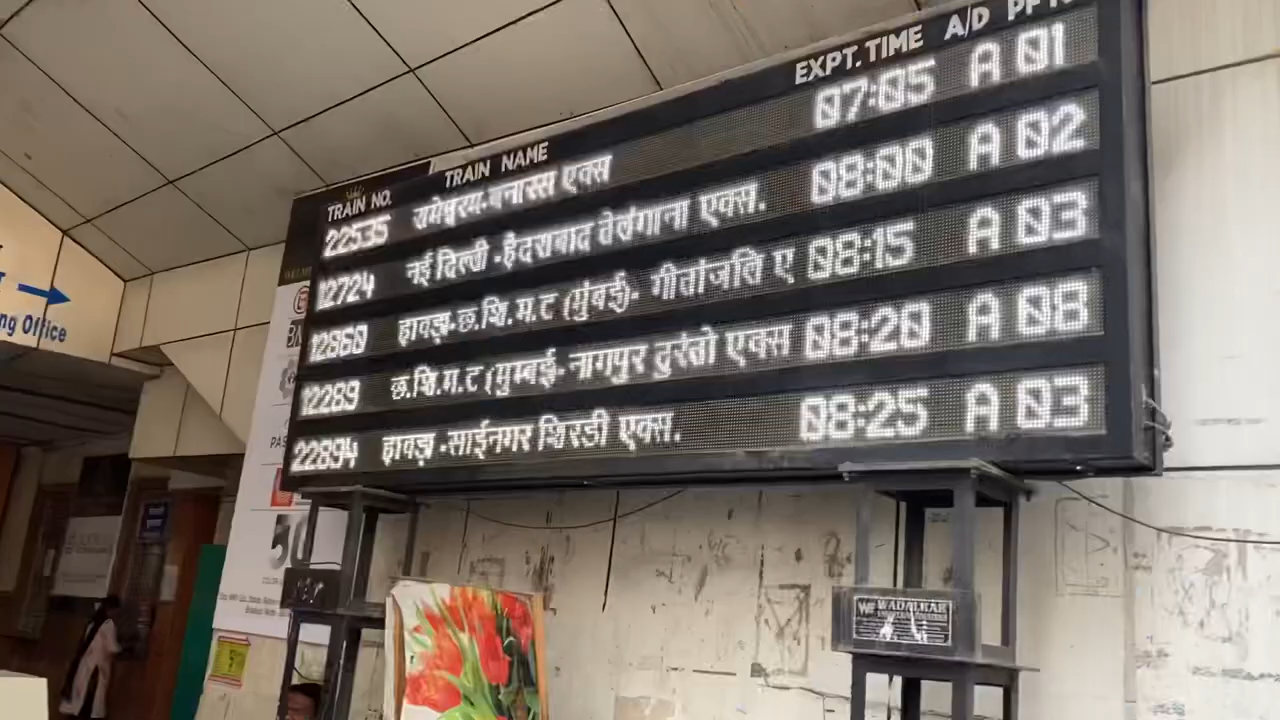 EXPT. TIME A/D
TRAIN NO. TRAIN NAME
22535 रामेश्वरम-बनारस एक्स 07:05 A 01
12724 नई दिल्ली -हैदराबाद तेलंगाना एक्स. 08:00 A 02
12860 हावड़ा-छ.शि.म.ट (मुंबई)- गीतांजलि ए 08:15 A 03
12289 छ.शि.म.ट (मुम्बई- नागपुर दुरंतो एक्स 08:20 A 08
22894 हावड़ा -साईनगर शिरडी एक्स. 08:25 A 03
ng Office
50
WF WADALKAR